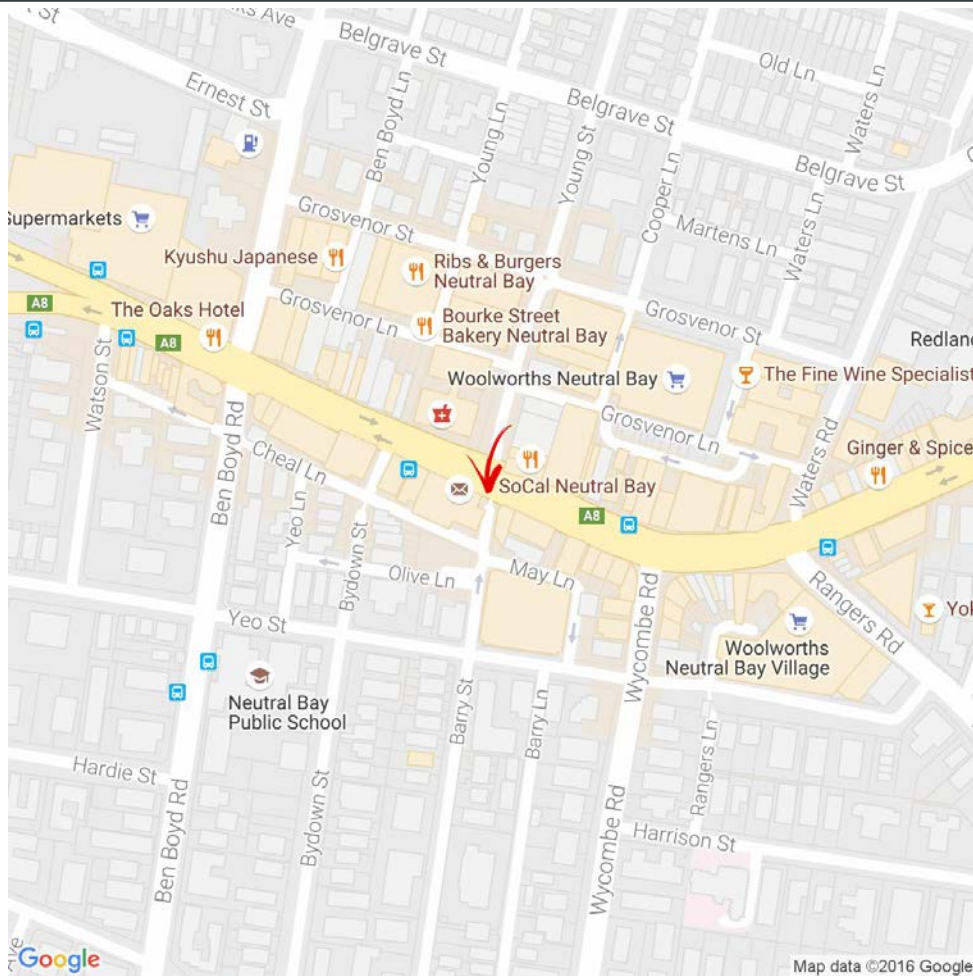 St
Oaks Ave
Belgrave St
Old Ln
Ernest St
Ben Boyd Ln
Young Ln
Belgrave St
Waters Ln
Young St
Cooper Ln
Belgrave St
Grosvenor St
Martens Ln
Supermarkets
Waters Ln
Kyushu Japanese
Ribs & Burgers
Neutral Bay
A8
The Oaks Hotel
Grosvenor Ln
Bourke Street
Bakery Neutral Bay
Grosvenor St
A8
Redland
Watson St
Woolworths Neutral Bay
The Fine Wine Specialist
Grosvenor Ln
Waters Rd
Ginger & Spice
Ben Boyd Rd
Cheal Ln
SoCal Neutral Bay
A8
Yeo Ln
Bydown St
Olive Ln
May Ln
Rangers Rd
Yeo St
Wycombe Rd
Yok
Woolworths
Neutral Bay Village
Neutral Bay
Public School
Barry St
Barry Ln
Rangers Ln
Hardie St
Bydown St
Ben Boyd Rd
Harrison St
Wycombe Rd
Ave
Google
Map data ©2016 Google